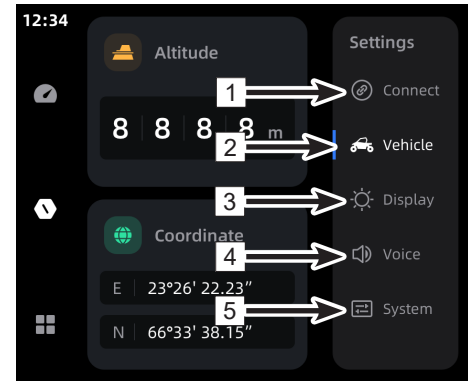 12:34
Altitude
8 8 8 8 m
Coordinate
E 23°26' 22.23"
N 66°33' 38.15"
Settings
1 Connect
2 Vehicle
3 Display
4 Voice
5 System